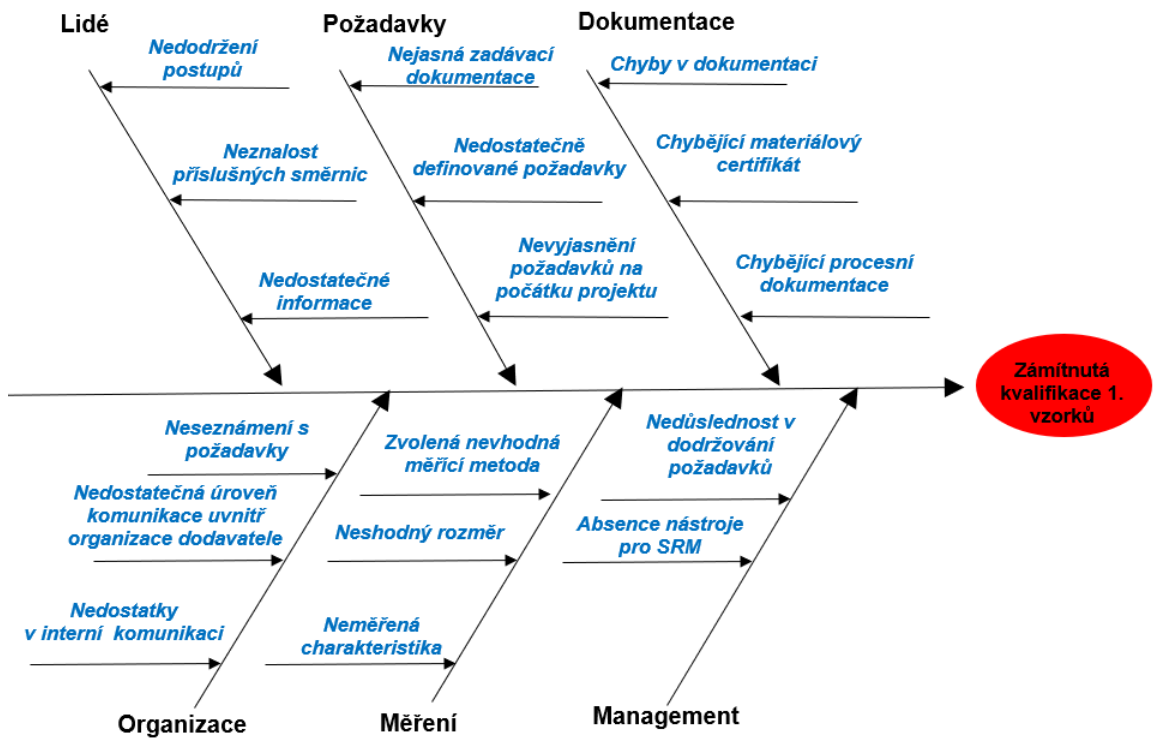 Lidé
Požadavky
Dokumentace
Nedodržení
postupů
Nejasná zadávací
dokumentace
Chyby v dokumentaci
Neznalost
příslušných směrnic
Nedostatečně
definované požadavky
Chybějící materiálový
certifikát
Nedostatečné
informace
Nevyjasnění
požadavků na
počátku projektu
Chybějící procesní
dokumentace
Zámítnutá
kvalifikace 1.
vzorků
Neseznámení s
požadavky
Zvolená nevhodná
měřící metoda
Nedůslednost v
dodržování
požadavků
Nedostatečná úroveň
komunikace uvnitř
organizace dodavatele
Neshodný rozměr
Absence nástroje
pro SRM
Nedostatky
v interní komunikaci
Neměřená
charakteristika
Organizace
Měření
Management